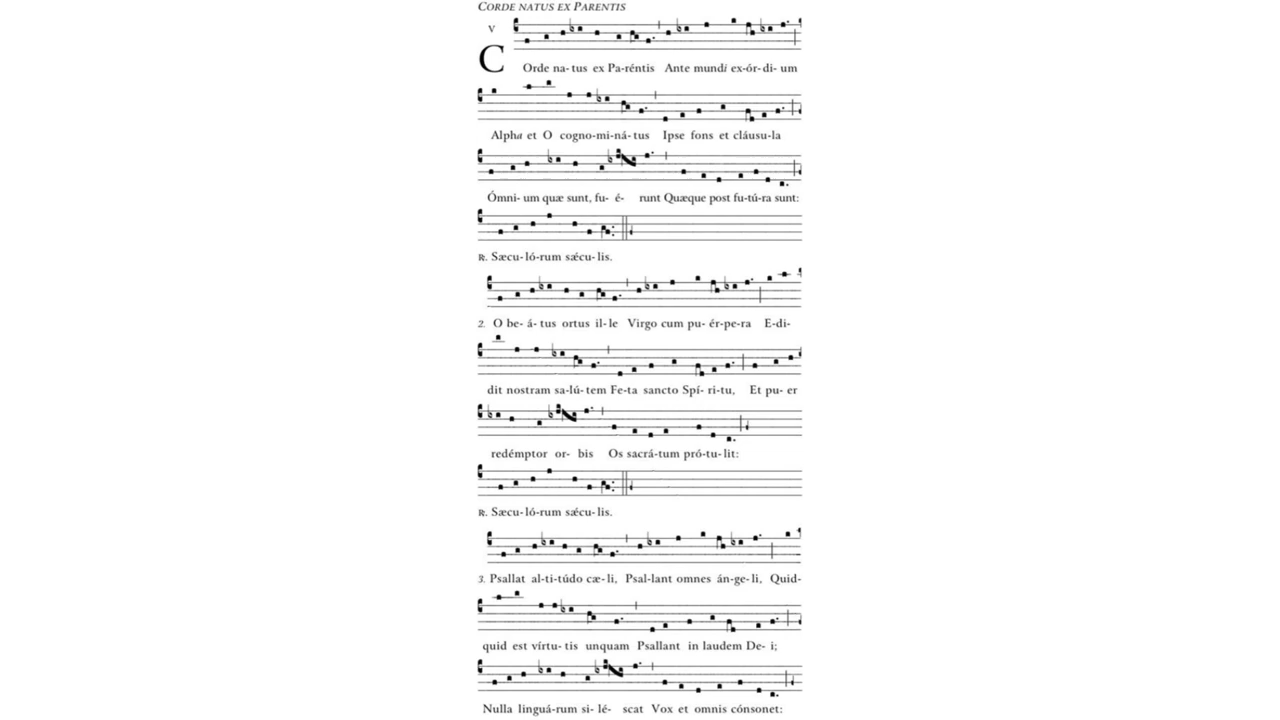 CORDE NATUS EX PARENTIS
V
COrde na-tus ex Pa-réntis Ante mundi ex-ór-di-um
Alpha et O cogno-mi-ná-tus Ipse fons et cláusu-la
Ómni-um quæ sunt, fu-é-runt Quæque post fu-tú-ra sunt:
℟. Sæcu-ló-rum sǽcu-lis.
2. O be-á-tus ortus il-le Virgo cum pu-ér-pe-ra E-di-
dit nostram sa-lú-tem Fe-ta sancto Spí-ri-tu, Et pu-er
redémptor or-bis Os sacrá-tum pró-tu-lit:
℟. Sæcu-ló-rum sǽcu-lis.
3. Psallat al-ti-túdo cæ-li, Psal-lant omnes án-ge-li, Quid-
quid est vírtu-tis unquam Psallant in laudem De-i;
Nulla linguá-rum si-lé-scat Vox et omnis cónsonet: